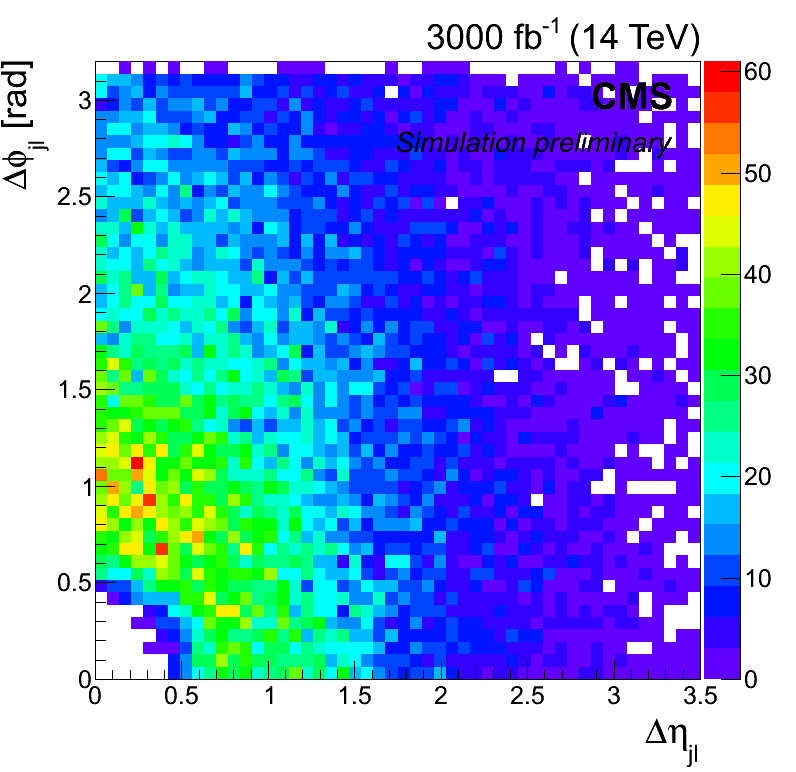 3000 fb-1 (14 TeV)
CMS
Simulation preliminary
Δϕjl [rad]
3
2.5
2
1.5
1
0.5
0
0 0.5 1 1.5 2 2.5 3 3.5
Δηjl
60
50
40
30
20
10
0